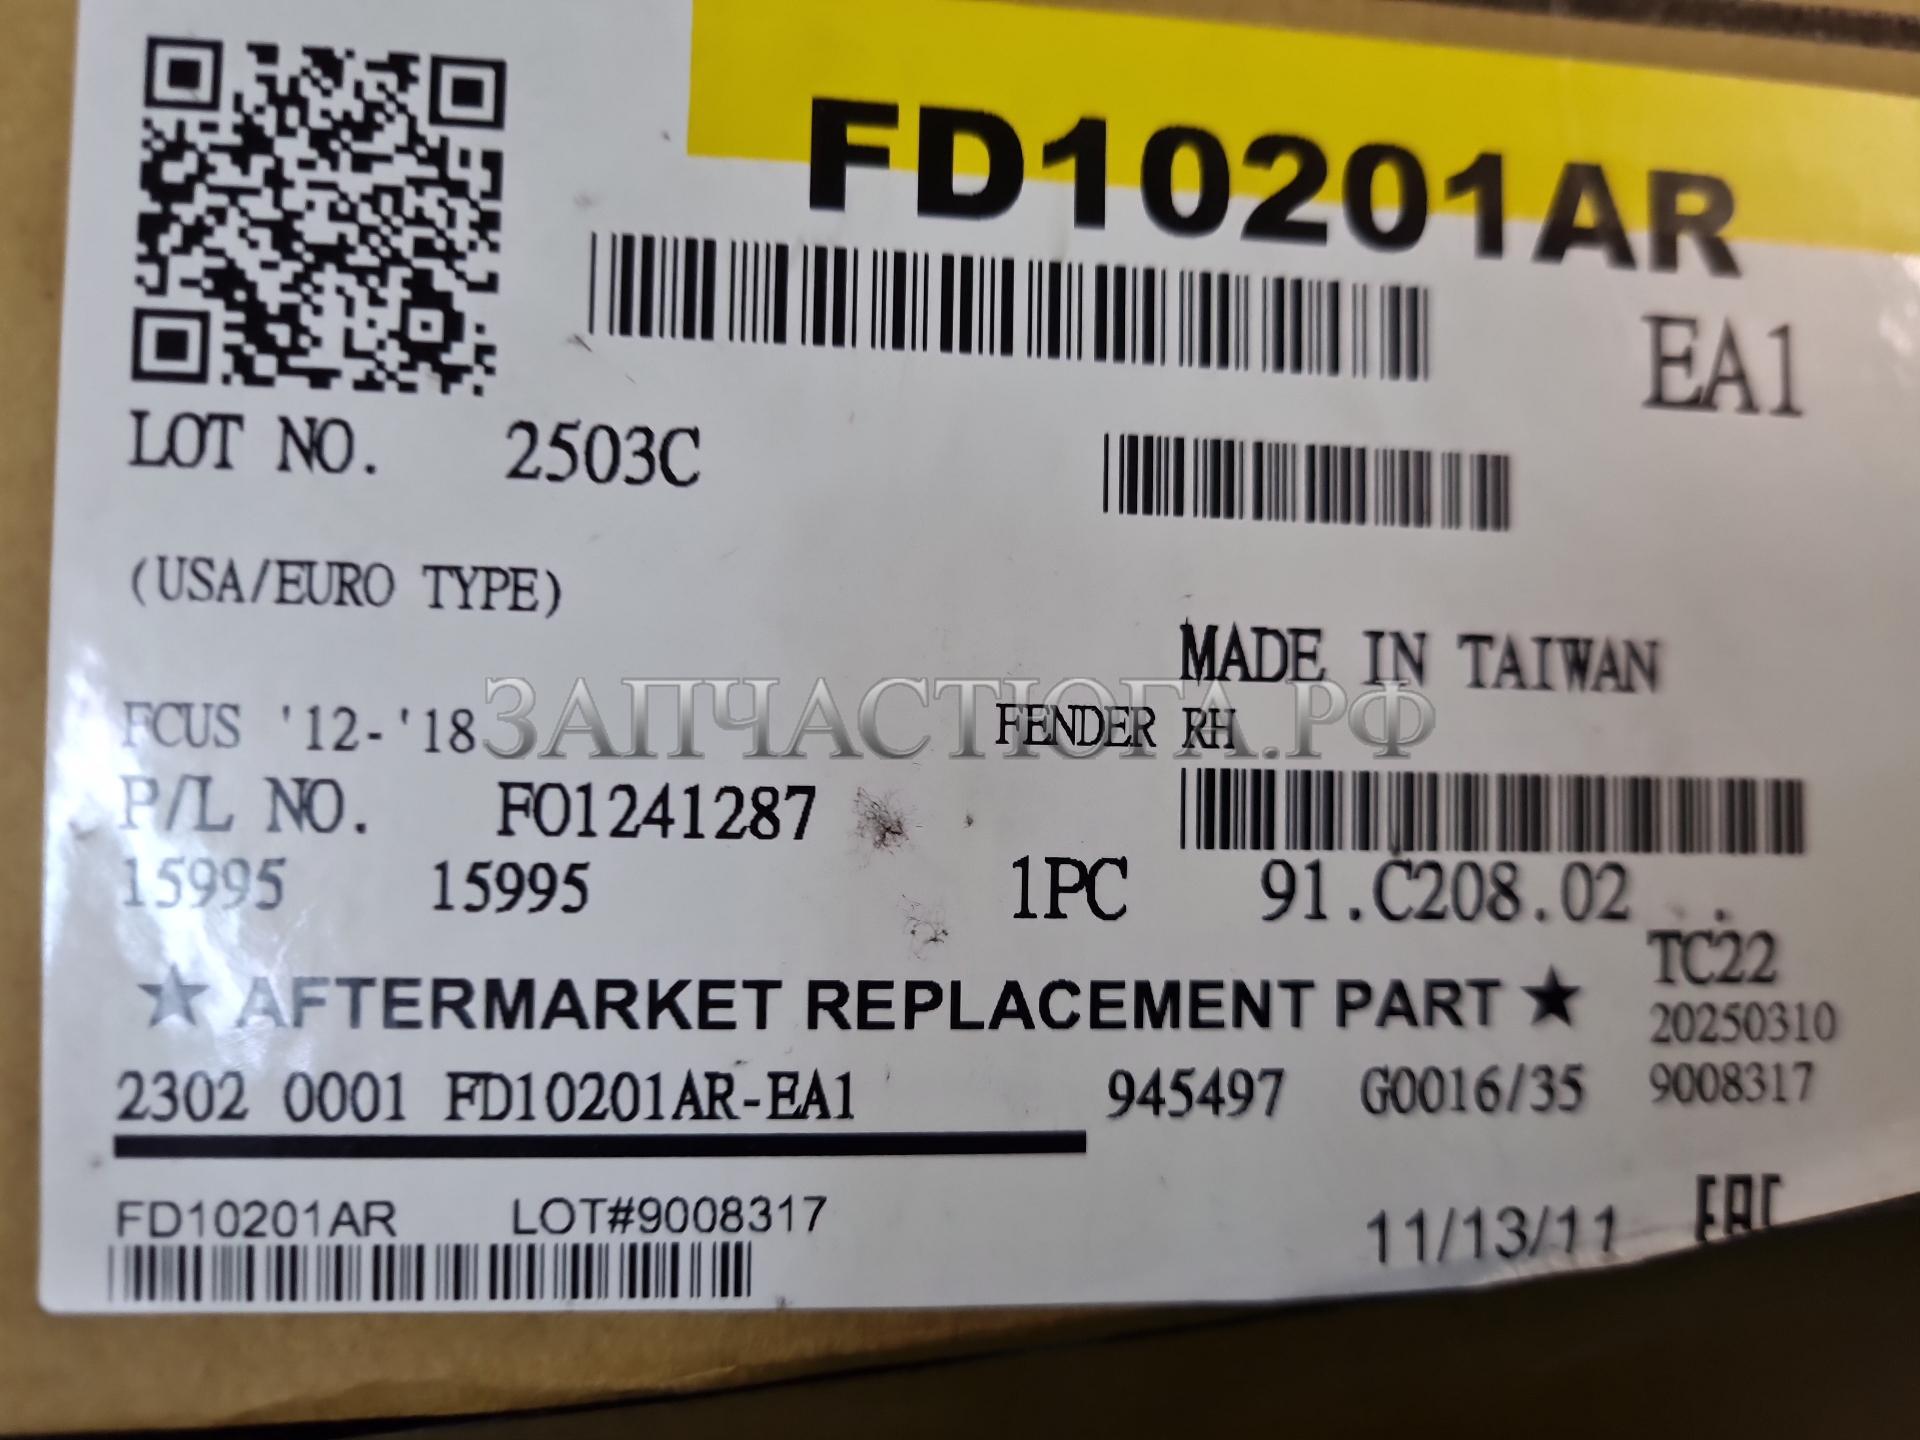 FD10201AR
EA1
LOT NO. 2503C
(USA/EURO TYPE)
MADE IN TAIWAN
FCUS '12-'18 FENDER RH
ЗАПЧАСТЮГА.РФ
P/L NO. FO1241287
15995 15995 1PC 91.C208.02
TC22
★ AFTERMARKET REPLACEMENT PART ★
20250310
2302 0001 FD10201AR-EA1 945497 G0016/35 9008317
FD10201AR LOT#9008317
11/13/11 EAC